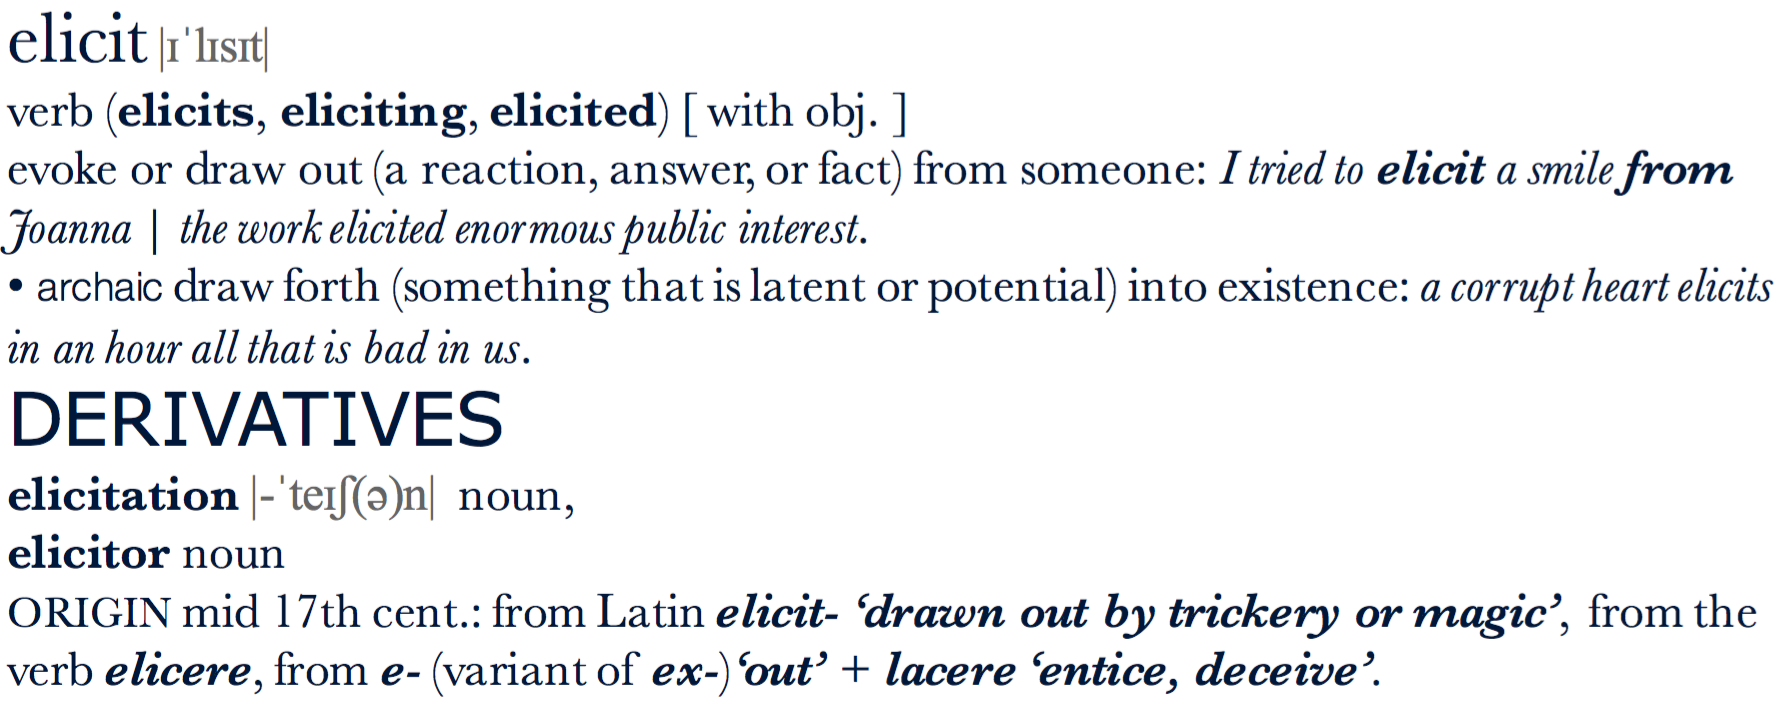 elicit |ɪˈlɪsɪt|
verb (elicits, eliciting, elicited) [ with obj. ]
evoke or draw out (a reaction, answer, or fact) from someone: I tried to elicit a smile from
Joanna | the work elicited enormous public interest.
• archaic draw forth (something that is latent or potential) into existence: a corrupt heart elicits
in an hour all that is bad in us.
DERIVATIVES
elicitation |-ˈteɪʃ(ə)n| noun,
elicitor noun
ORIGIN mid 17th cent.: from Latin elicit- ‘drawn out by trickery or magic’, from the
verb elicere, from e- (variant of ex-) ‘out’ + lacere ‘entice, deceive’.